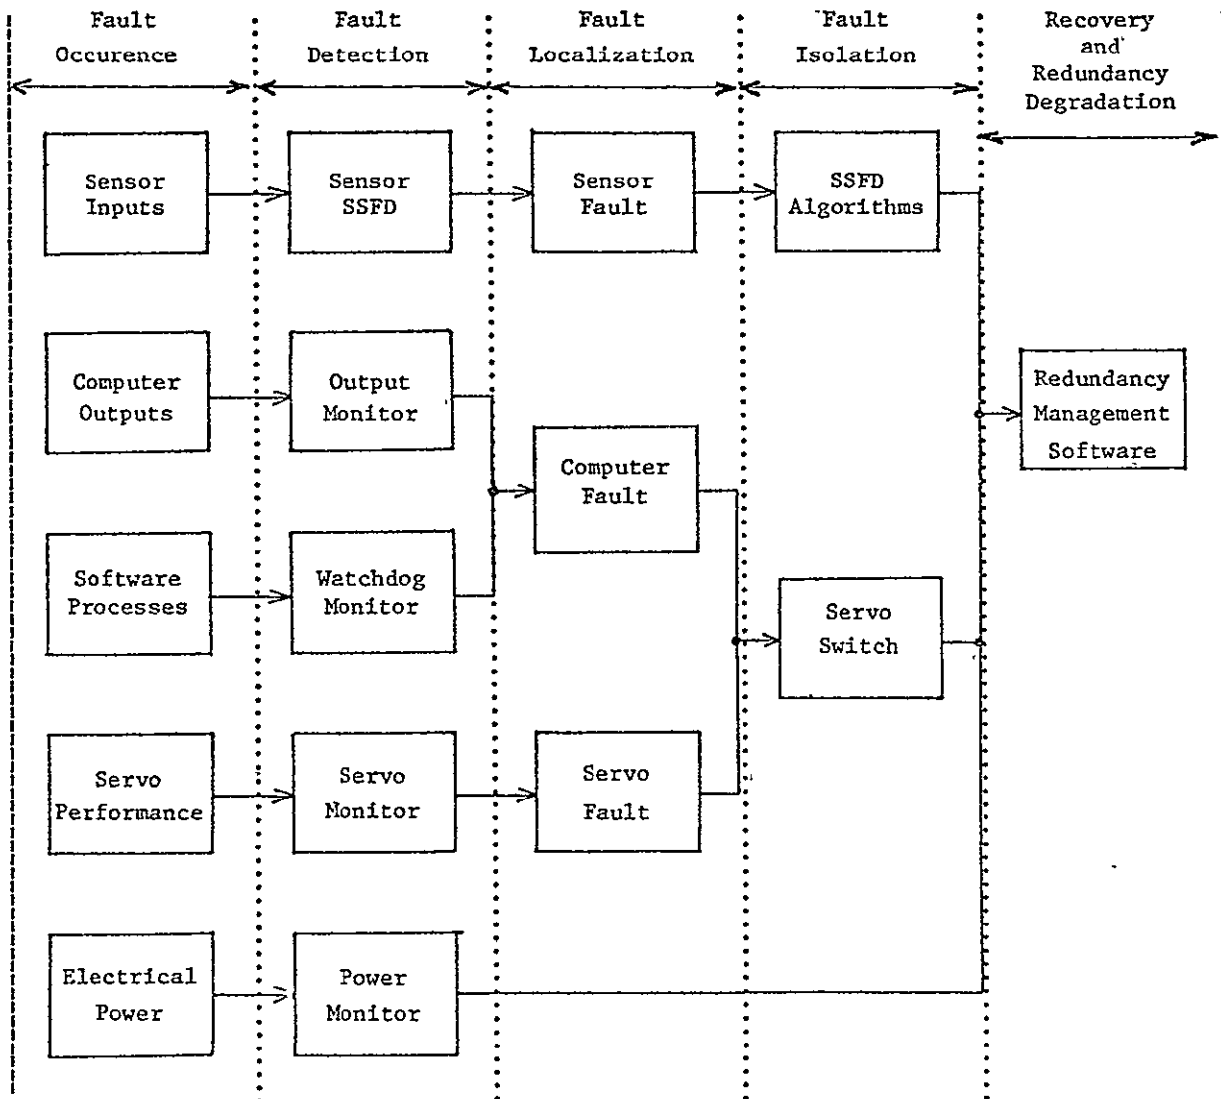 Fault
Occurence
Fault
Detection
Fault
Localization
Fault
Isolation
Recovery
and
Redundancy
Degradation
Sensor
Inputs
Sensor
SSFD
Sensor
Fault
SSFD
Algorithms
Computer
Outputs
Output
Monitor
Computer
Fault
Redundancy
Management
Software
Software
Processes
Watchdog
Monitor
Servo
Switch
Servo
Performance
Servo
Monitor
Servo
Fault
Electrical
Power
Power
Monitor